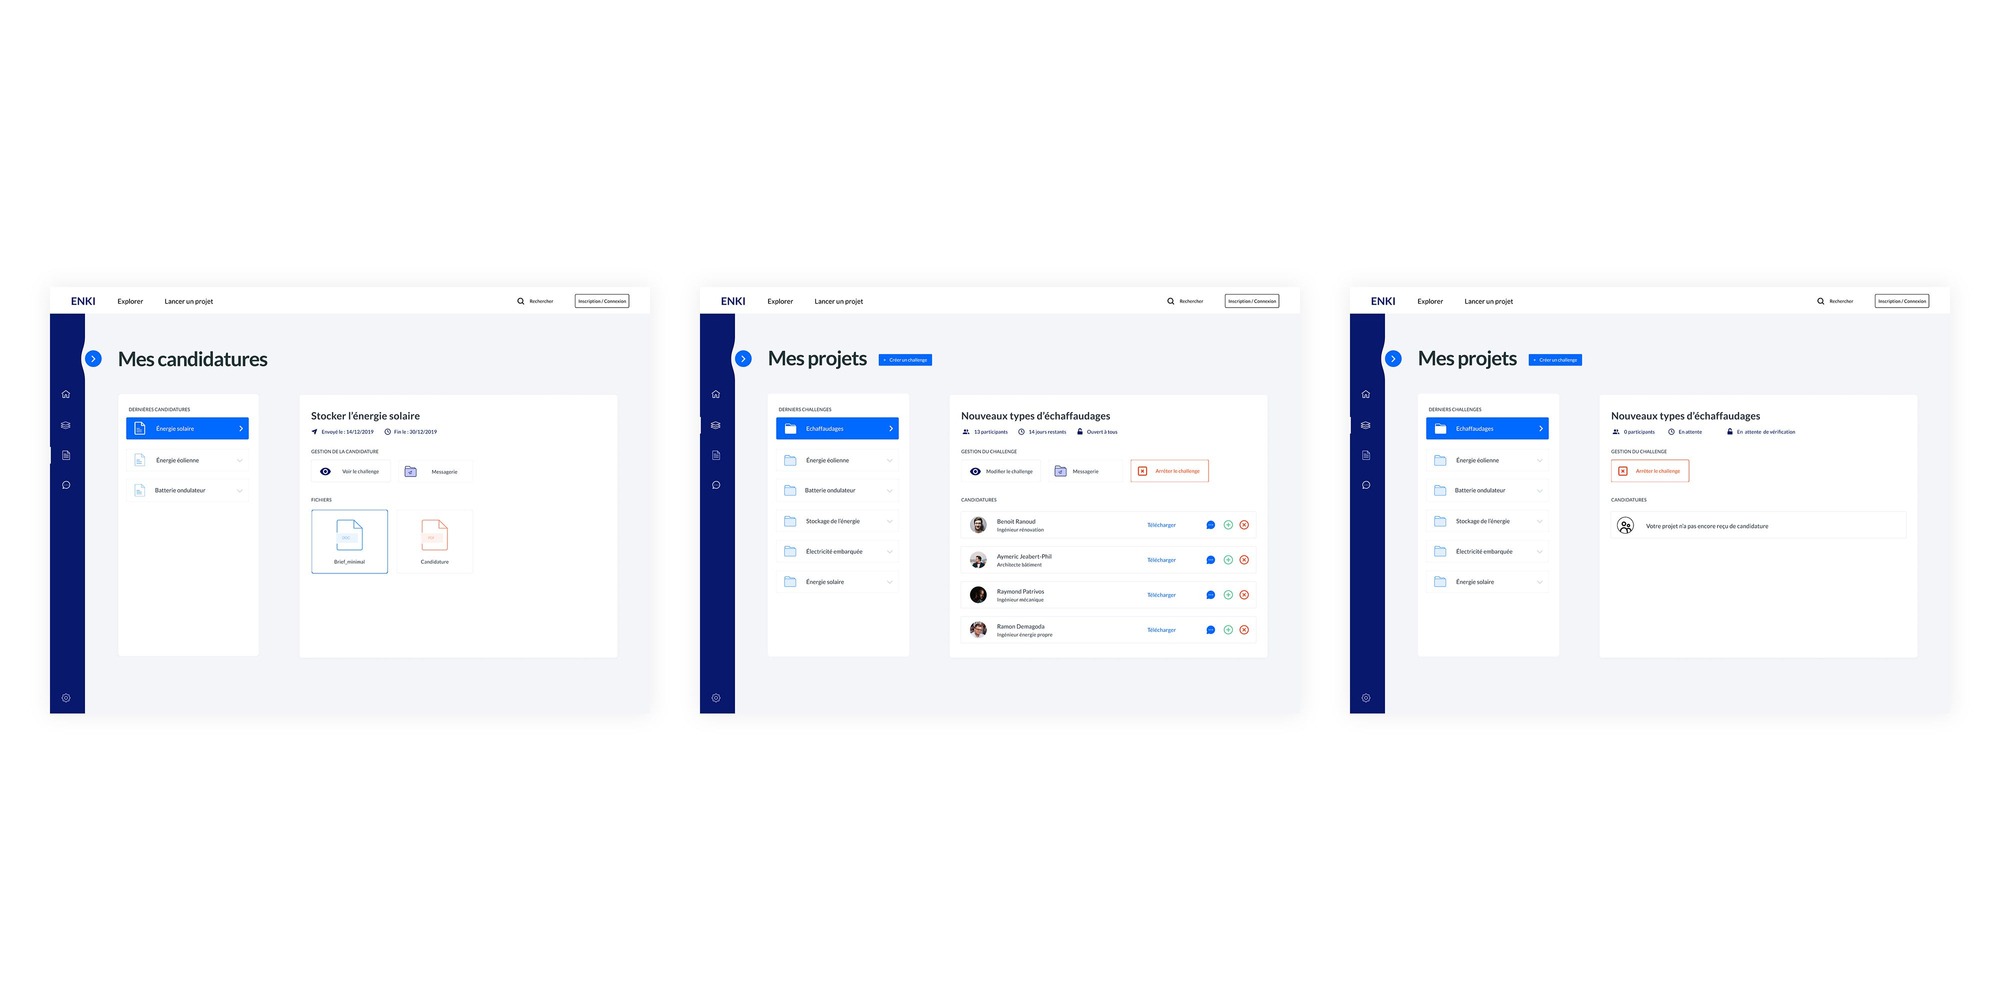 ENKI
Explorer
Lancer un projet
Rechercher
Inscription / Connexion
Mes candidatures
DERNIÈRES CANDIDATURES
Énergie solaire
Énergie éolienne
Batterie ondulateur
Stocker l'énergie solaire
Envoyé le : 14/12/2019
Fin le : 30/12/2019
GESTION DE LA CANDIDATURE
Voir le challenge
Messagerie
FICHIERS
Brief_minimal
Candidature
ENKI
Explorer
Lancer un projet
Rechercher
Inscription / Connexion
Mes projets
+ Créer un challenge
DERNIERS CHALLENGES
Echaffaudages
Énergie éolienne
Batterie ondulateur
Stockage de l'énergie
Électricité embarquée
Énergie solaire
Nouveaux types d'échaffaudages
13 participants
14 jours restants
Ouvert à tous
GESTION DU CHALLENGE
Modifier le challenge
Messagerie
Arrêter le challenge
CANDIDATURES
Benoit Ranoud
Ingénieur rénovation
Télécharger
Aymeric Jeabert-Phil
Architecte bâtiment
Télécharger
Raymond Patrivos
Ingénieur mécanique
Télécharger
Ramon Demagoda
Ingénieur énergie propre
Télécharger
ENKI
Explorer
Lancer un projet
Rechercher
Inscription / Connexion
Mes projets
+ Créer un challenge
DERNIERS CHALLENGES
Echaffaudages
Énergie éolienne
Batterie ondulateur
Stockage de l'énergie
Électricité embarquée
Énergie solaire
Nouveaux types d'échaffaudages
0 participants
En attente
En attente de vérification
GESTION DU CHALLENGE
Arrêter le challenge
CANDIDATURES
Votre projet n'a pas encore reçu de candidature